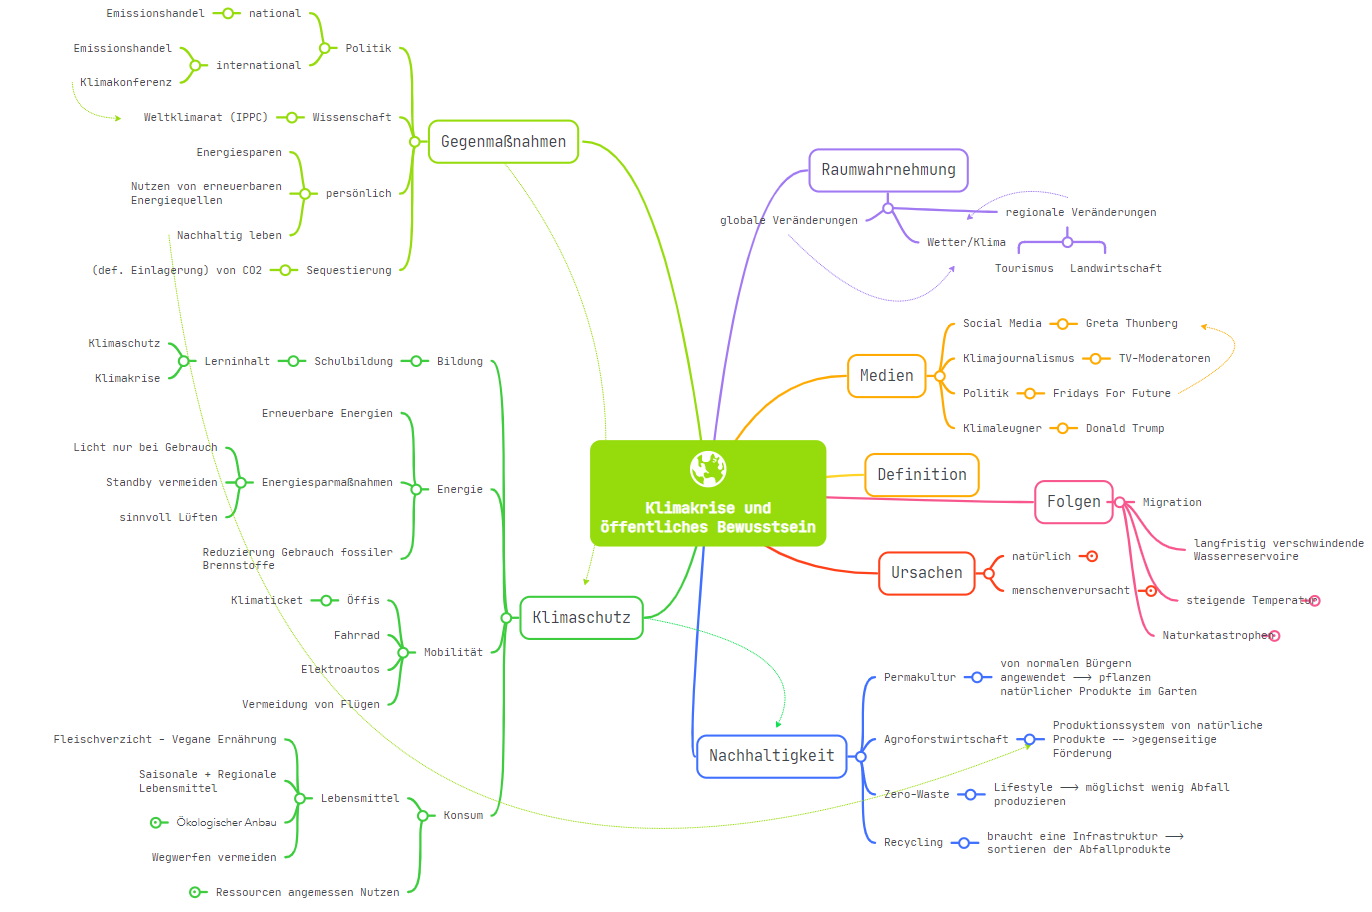 Klimakrise und
öffentliches Bewusstsein
Gegenmaßnahmen
Politik
national
Emissionshandel
international
Emissionshandel
Klimakonferenz
Wissenschaft
Weltklimarat (IPPC)
persönlich
Energiesparen
Nutzen von erneuerbaren
Energiequellen
Nachhaltig leben
Sequestierung
(def. Einlagerung) von CO2
Klimaschutz
Bildung
Schulbildung
Lerninhalt
Klimaschutz
Klimakrise
Energie
Erneuerbare Energien
Energiesparmaßnahmen
Licht nur bei Gebrauch
Standby vermeiden
sinnvoll Lüften
Reduzierung Gebrauch fossiler
Brennstoffe
Mobilität
Öffis
Klimaticket
Fahrrad
Elektroautos
Vermeidung von Flügen
Konsum
Lebensmittel
Fleischverzicht - Vegane Ernährung
Saisonale + Regionale
Lebensmittel
Ökologischer Anbau
Wegwerfen vermeiden
Ressourcen angemessen Nutzen
Raumwahrnehmung
globale Veränderungen
Wetter/Klima
regionale Veränderungen
Tourismus
Landwirtschaft
Medien
Social Media
Greta Thunberg
Klimajournalismus
TV-Moderatoren
Politik
Fridays For Future
Klimaleugner
Donald Trump
Definition
Folgen
Migration
langfristig verschwindende
Wasserreservoire
steigende Temperatur
Naturkatastrophen
Ursachen
natürlich
menschenverursacht
Nachhaltigkeit
Permakultur
von normalen Bürgern
angewendet --> pflanzen
natürlicher Produkte im Garten
Agroforstwirtschaft
Produktionssystem von natürliche
Produkte -- >gegenseitige
Förderung
Zero-Waste
Lifestyle --> möglichst wenig Abfall
produzieren
Recycling
braucht eine Infrastruktur -->
sortieren der Abfallprodukte